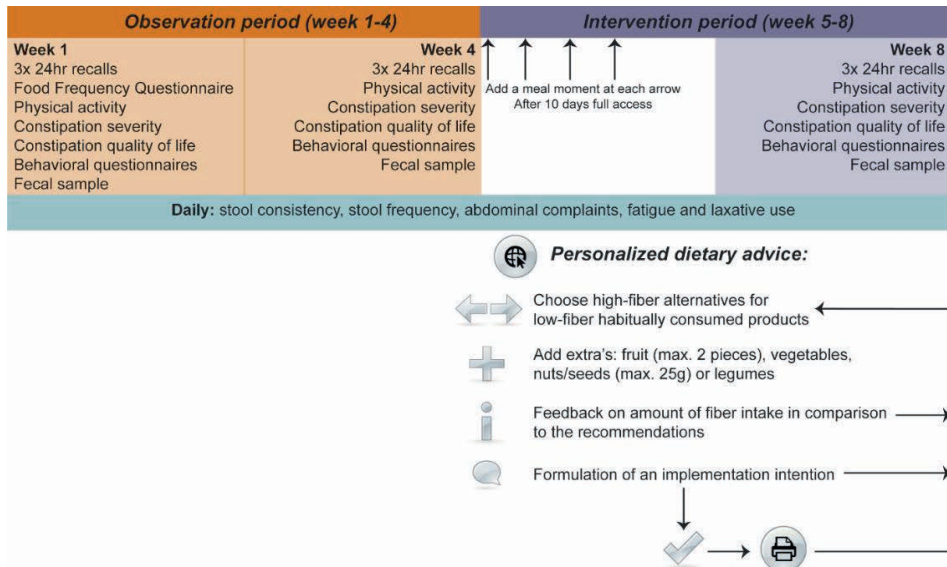 Observation period (week 1-4)
Intervention period (week 5-8)
Week 1
3x 24hr recalls
Food Frequency Questionnaire
Physical activity
Constipation severity
Constipation quality of life
Behavioral questionnaires
Fecal sample
Week 4
3x 24hr recalls
Physical activity
Constipation severity
Constipation quality of life
Behavioral questionnaires
Fecal sample
Add a meal moment at each arrow
After 10 days full access
Week 8
3x 24hr recalls
Physical activity
Constipation severity
Constipation quality of life
Behavioral questionnaires
Fecal sample
Daily: stool consistency, stool frequency, abdominal complaints, fatigue and laxative use
Personalized dietary advice:
Choose high-fiber alternatives for
low-fiber habitually consumed products
Add extra's: fruit (max. 2 pieces), vegetables,
nuts/seeds (max. 25g) or legumes
Feedback on amount of fiber intake in comparison
to the recommendations
Formulation of an implementation intention